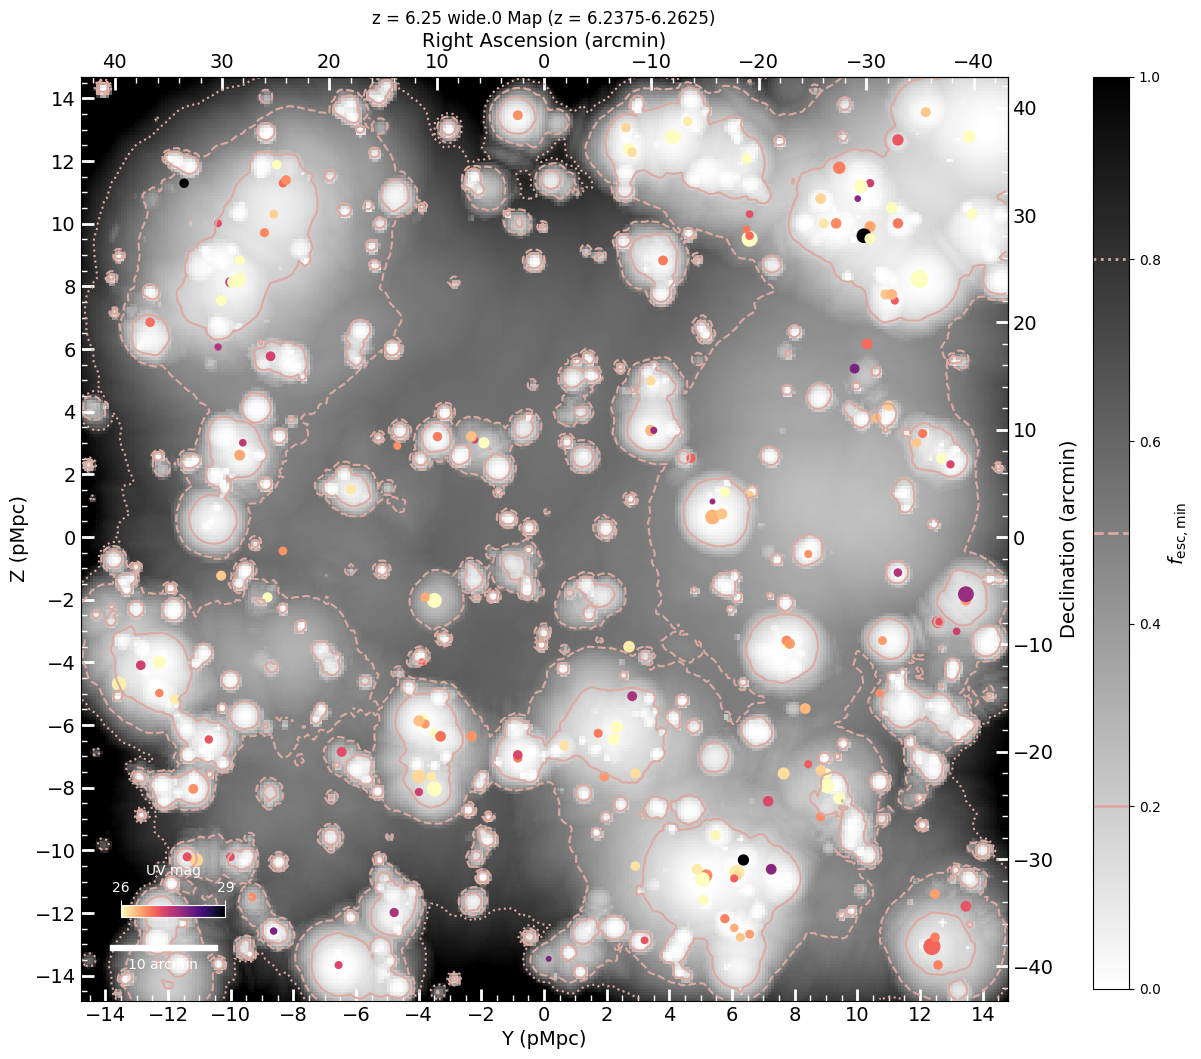 z = 6.25 wide.0 Map (z = 6.2375-6.2625)
Right Ascension (arcmin)
40 30 20 10 0 −10 −20 −30 −40
14 12 10 8 6 4 2 0 −2 −4 −6 −8 −10 −12 −14
Z (pMpc)
40 30 20 10 0 −10 −20 −30 −40
Declination (arcmin)
UV mag
26 29
10 arcmin
−14 −12 −10 −8 −6 −4 −2 0 2 4 6 8 10 12 14
Y (pMpc)
1.0
0.8
0.6
0.4
0.2
0.0
fesc, min